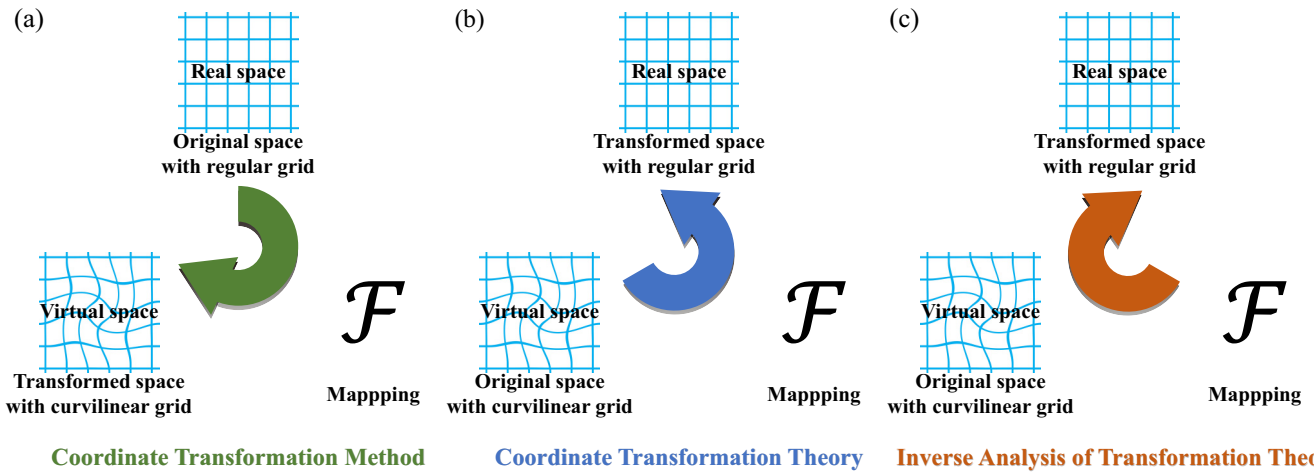 (a)
Real space
Original space
with regular grid
Virtual space
Transformed space
with curvilinear grid
ℱ
Mappping
Coordinate Transformation Method
(b)
Real space
Transformed space
with regular grid
Virtual space
Original space
with curvilinear grid
ℱ
Mappping
Coordinate Transformation Theory
(c)
Real space
Transformed space
with regular grid
Virtual space
Original space
with curvilinear grid
ℱ
Mappping
Inverse Analysis of Transformation Theo